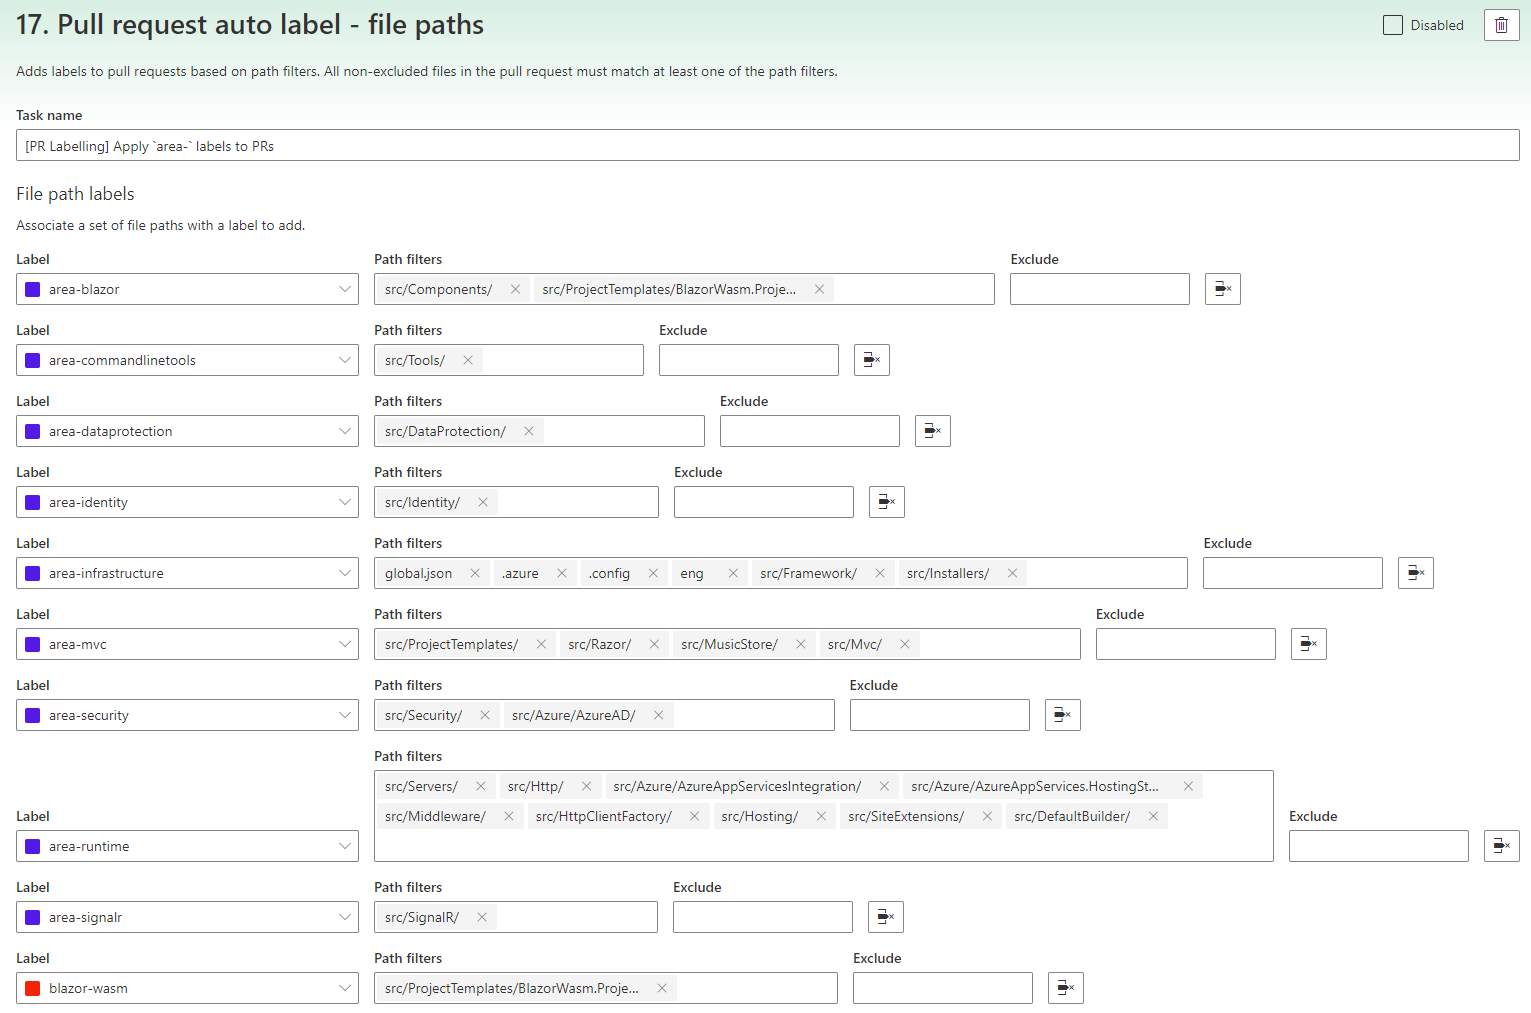 17. Pull request auto label - file paths
Disabled
Adds labels to pull requests based on path filters. All non-excluded files in the pull request must match at least one of the path filters.
Task name
[PR Labelling] Apply `area-` labels to PRs
File path labels
Associate a set of file paths with a label to add.
Label Path filters Exclude
area-blazor src/Components/ src/ProjectTemplates/BlazorWasm.Proje...
Label Path filters Exclude
area-commandlinetools src/Tools/
Label Path filters Exclude
area-dataprotection src/DataProtection/
Label Path filters Exclude
area-identity src/Identity/
Label Path filters Exclude
area-infrastructure global.json .azure .config eng src/Framework/ src/Installers/
Label Path filters Exclude
area-mvc src/ProjectTemplates/ src/Razor/ src/MusicStore/ src/Mvc/
Label Path filters Exclude
area-security src/Security/ src/Azure/AzureAD/
Path filters
src/Servers/ src/Http/ src/Azure/AzureAppServicesIntegration/ src/Azure/AzureAppServices.HostingSt...
Label src/Middleware/ src/HttpClientFactory/ src/Hosting/ src/SiteExtensions/ src/DefaultBuilder/ Exclude
area-runtime
Label Path filters Exclude
area-signalr src/SignalR/
Label Path filters Exclude
blazor-wasm src/ProjectTemplates/BlazorWasm.Proje...